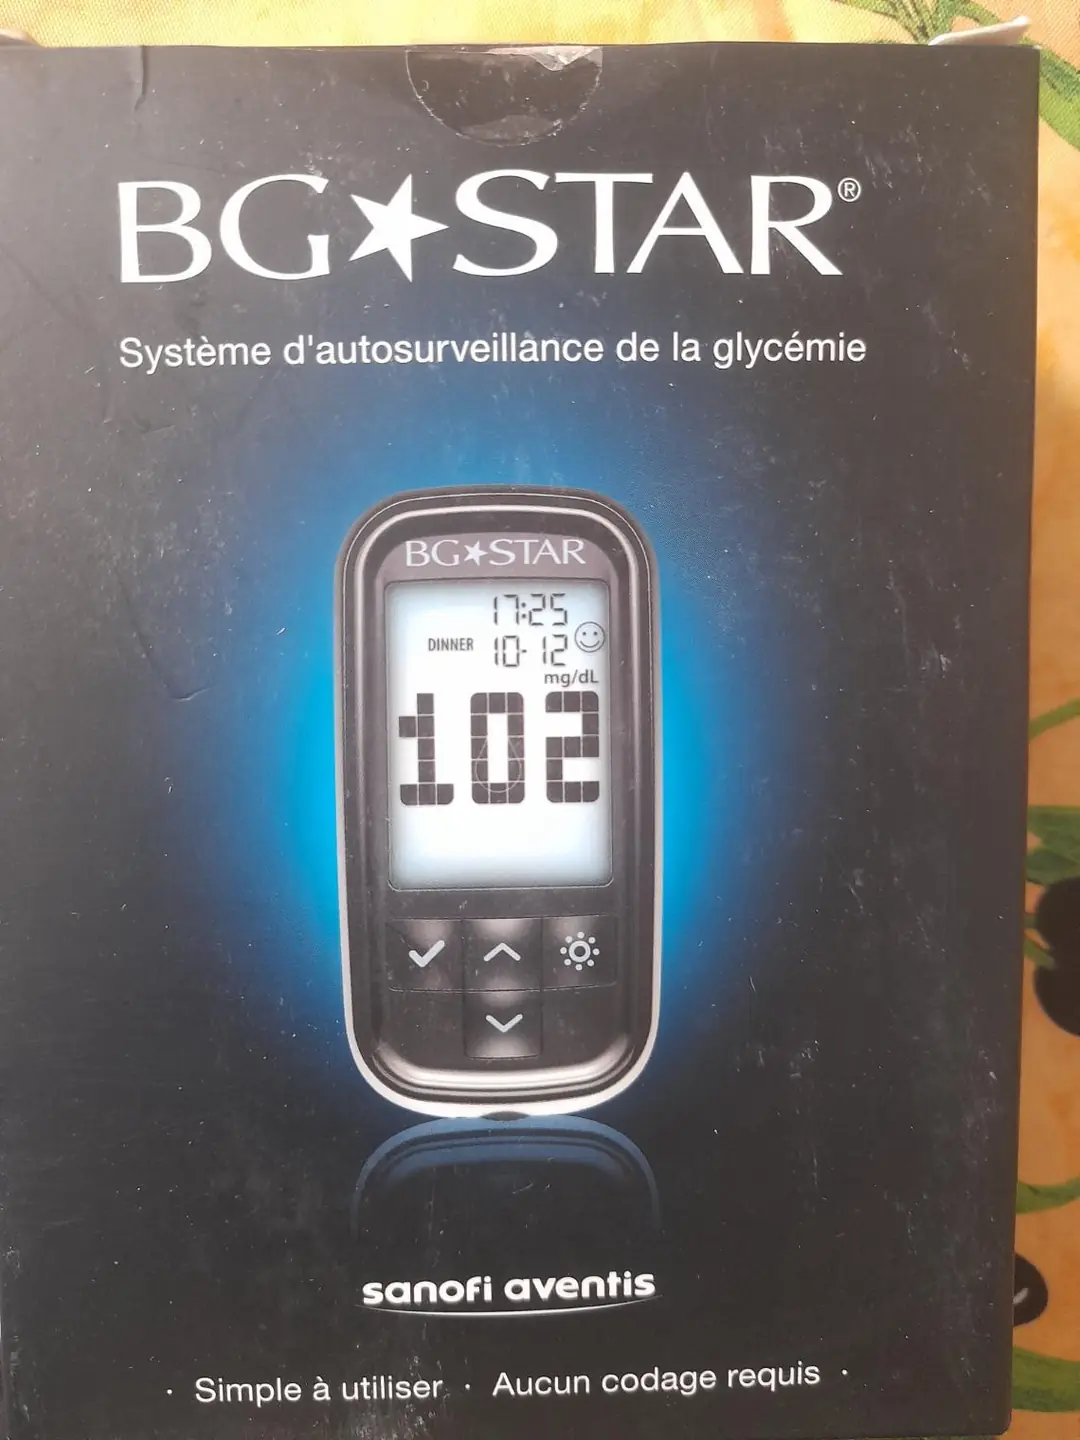 BG★STAR®
Système d'autosurveillance de la glycémie
BG★STAR
17:25
DINNER 10-12
mg/dL
102
sanofi aventis
· Simple à utiliser · Aucun codage requis ·